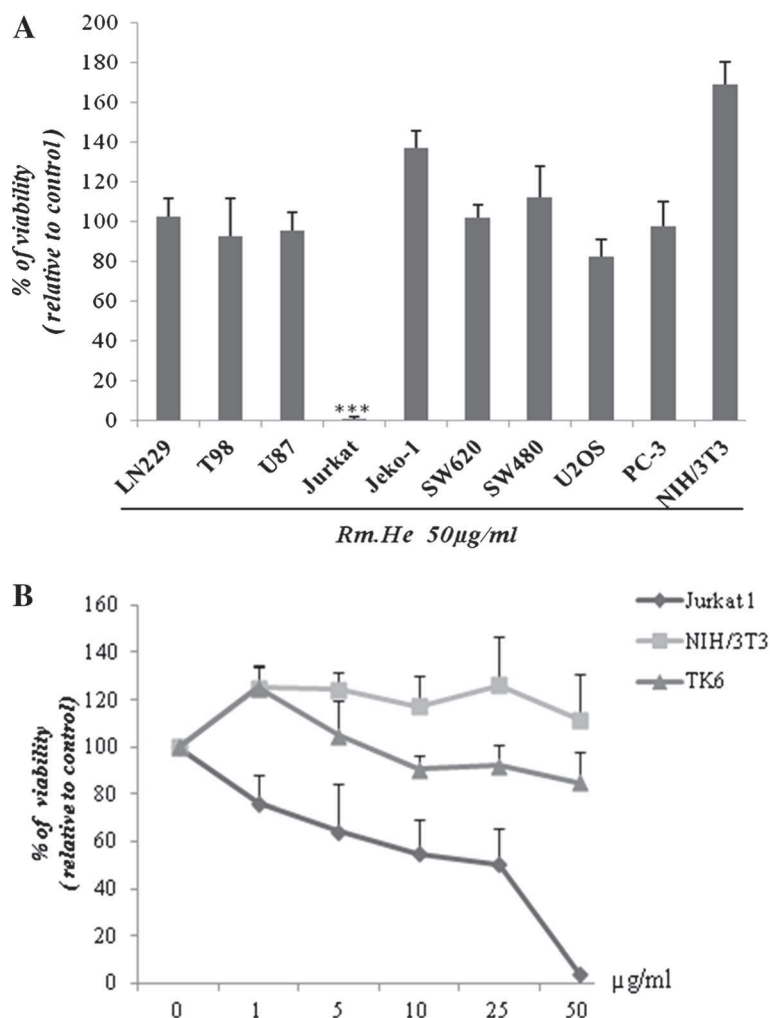 A
% of viability
(relative to control)
200
180
160
140
120
100
80
60
40
20
0
***
LN229
T98
U87
Jurkat
Jeko-1
SW620
SW480
U2OS
PC-3
NIH/3T3
Rm.He 50µg/ml
B
% of viability
(relative to control)
160
140
120
100
80
60
40
20
0
0 1 5 10 25 50 µg/ml
Jurkat1
NIH/3T3
TK6